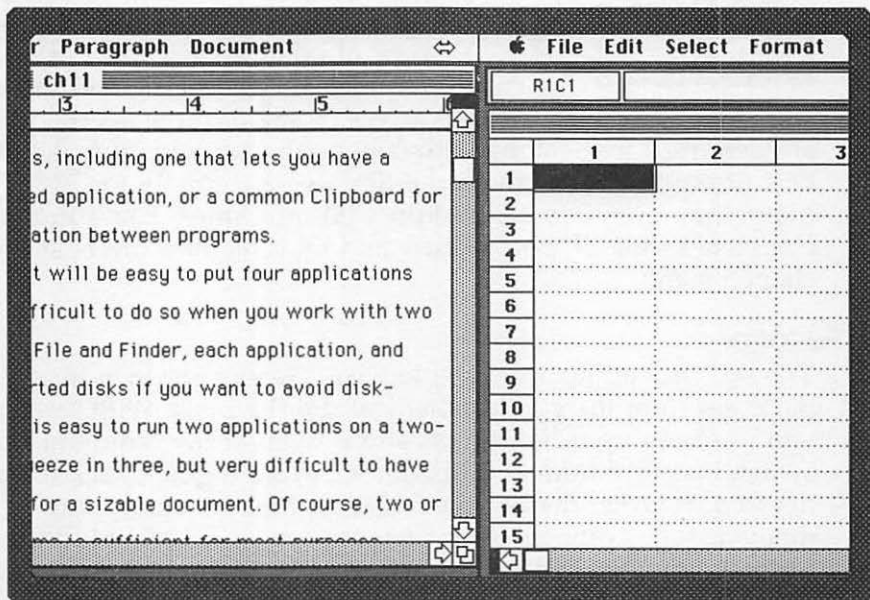 r Paragraph Document
ch11
3 4 5
s, including one that lets you have a
ed application, or a common Clipboard for
ation between programs.
t will be easy to put four applications
fficult to do so when you work with two
File and Finder, each application, and
rted disks if you want to avoid disk-
is easy to run two applications on a two-
eeze in three, but very difficult to have
for a sizable document. Of course, two or
is sufficient for most purposes
File Edit Select Format
R1C1
1 2 3
1
2
3
4
5
6
7
8
9
10
11
12
13
14
15